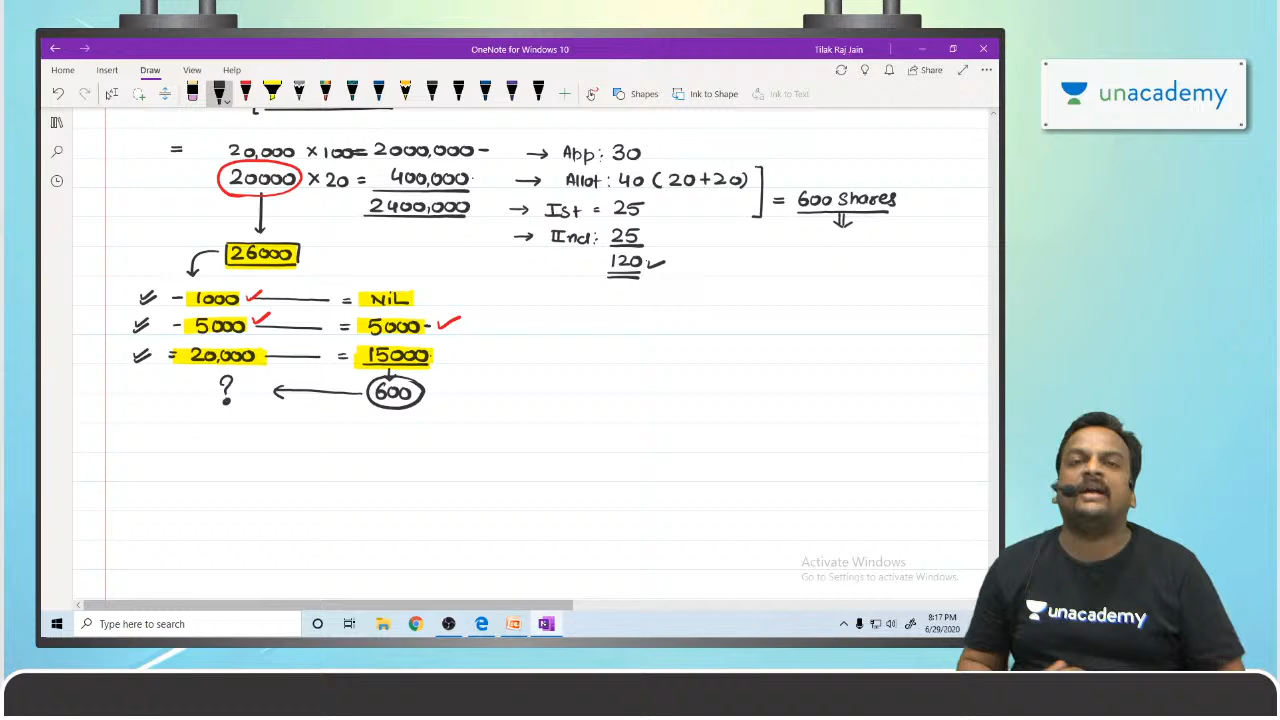 OneNote for Windows 10
Tilak Raj Jain
Home Insert Draw View Help
Share
Shapes Ink to Shape Ink to Text
= 20,000 × 100 = 2000,000 -
20000 × 20 = 400,000
2400,000
→ App: 30
→ Allot: 40 (20+20)
→ Ist = 25
→ IInd: 25
120 ✓
= 600 Shares
26000
- 1000 ✓ = NiL
- 5000 ✓ = 5000 - ✓
= 20,000 = 15000
? ← 600
Activate Windows
Go to Settings to activate Windows.
Type here to search
8:17 PM
6/29/2020
unacademy
unacademy